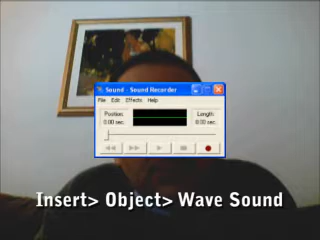 Sound - Sound Recorder
File Edit Effects Help
Position: Length:
0.00 sec. 0.00 sec.
Insert> Object> Wave Sound